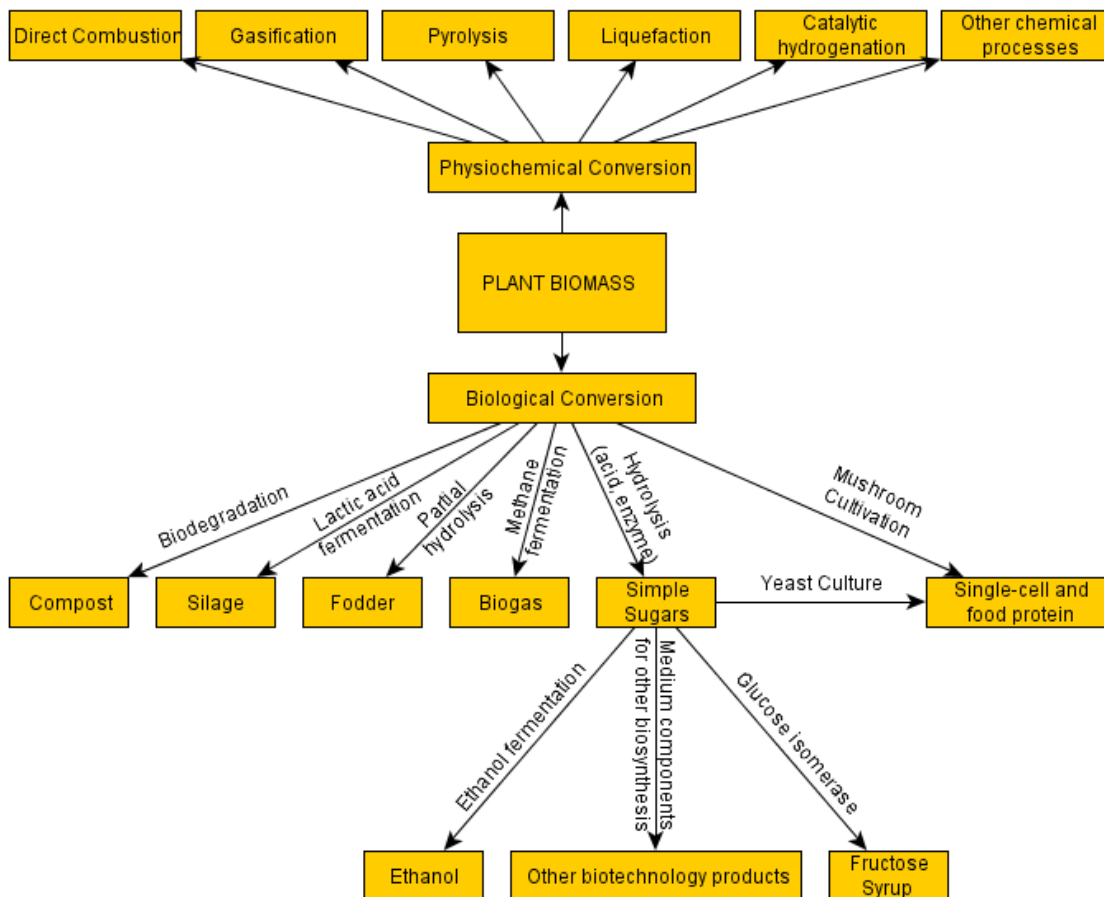 Direct Combustion
Gasification
Pyrolysis
Liquefaction
Catalytic
hydrogenation
Other chemical
processes
Physiochemical Conversion
PLANT BIOMASS
Biological Conversion
Biodegradation
Lactic acid
fermentation
Partial
hydrolysis
Methane
fermentation
Hydrolysis
(acid, enzyme)
Mushroom
Cultivation
Compost
Silage
Fodder
Biogas
Simple
Sugars
Yeast Culture
Single-cell and
food protein
Ethanol fermentation
Medium components
for other biosynthesis
Glucose isomerase
Ethanol
Other biotechnology products
Fructose
Syrup